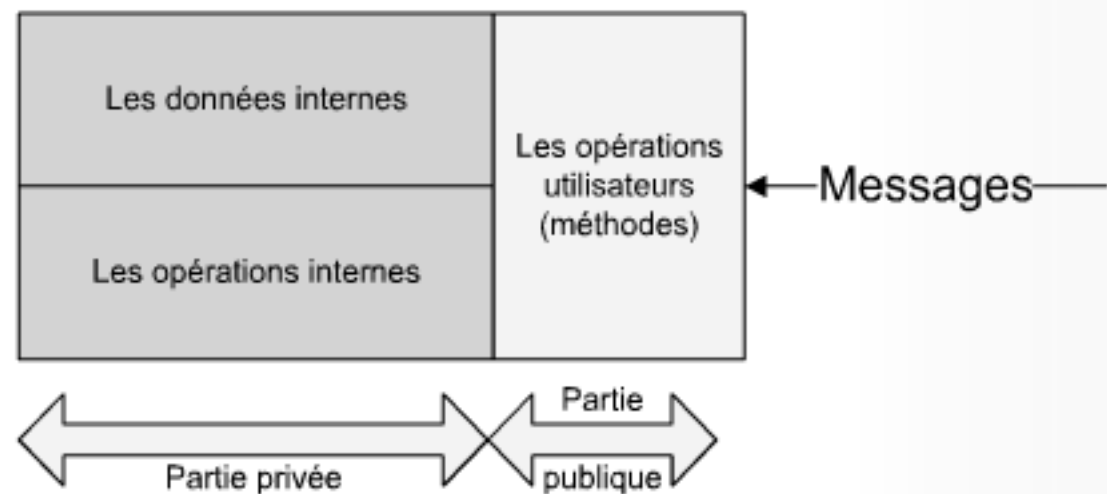 Les données internes
Les opérations
utilisateurs
(méthodes)
Messages
Les opérations internes
Partie
Partie privée
publique